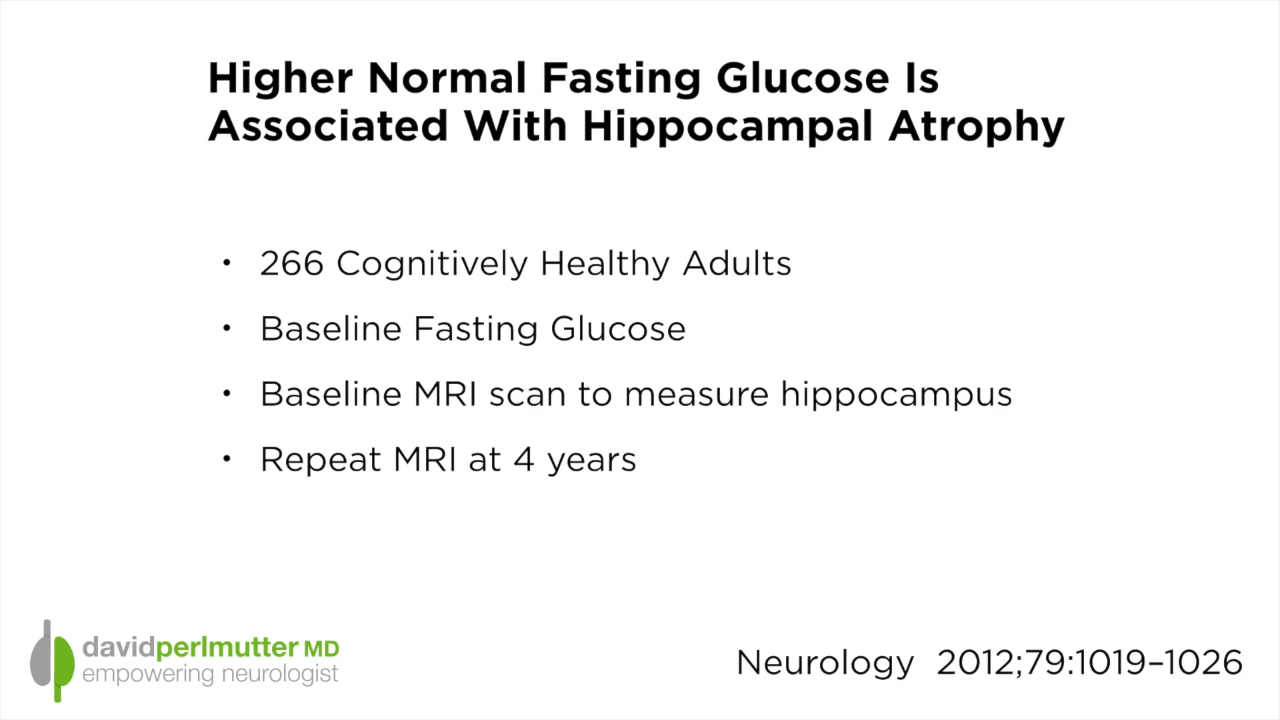 Higher Normal Fasting Glucose Is
Associated With Hippocampal Atrophy
• 266 Cognitively Healthy Adults
• Baseline Fasting Glucose
• Baseline MRI scan to measure hippocampus
• Repeat MRI at 4 years
davidperlmutter MD
empowering neurologist
Neurology 2012;79:1019–1026